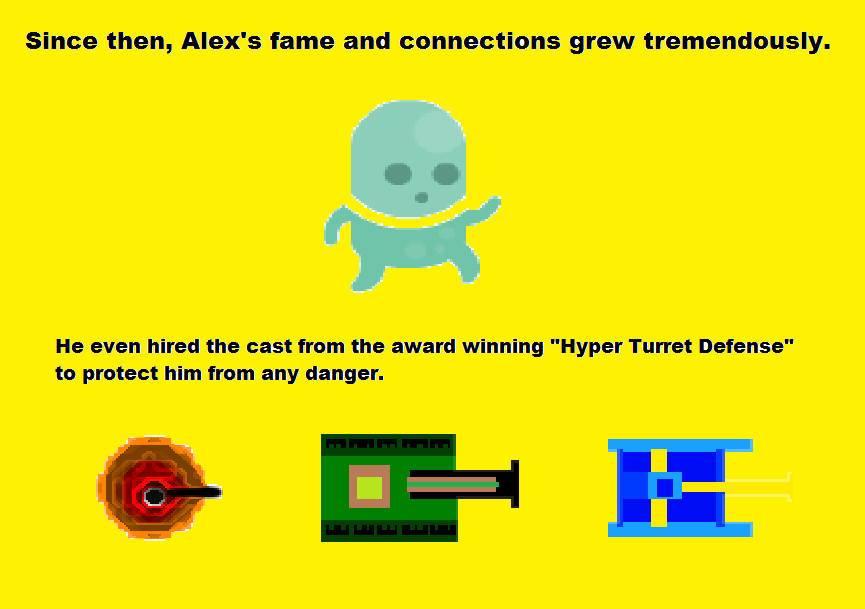 Since then, Alex's fame and connections grew tremendously.
He even hired the cast from the award winning "Hyper Turret Defense"
to protect him from any danger.